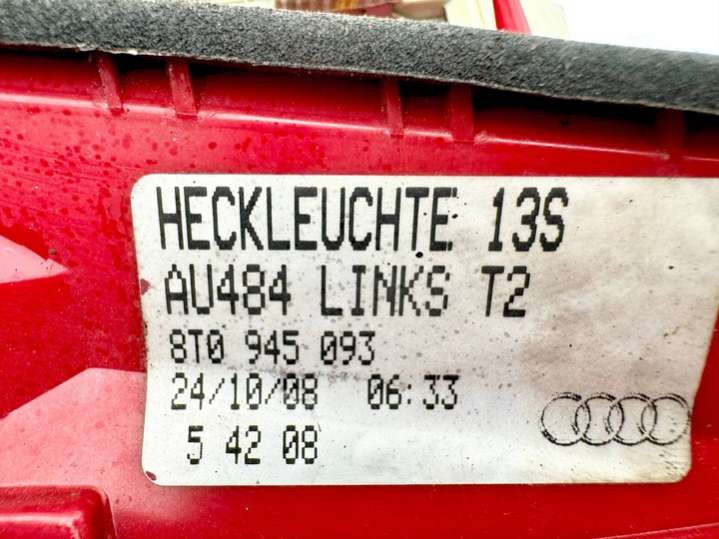 HECKLEUCHTE 13S
AU484 LINKS T2
8T0 945 093
24/10/08 06:33
5 42 08